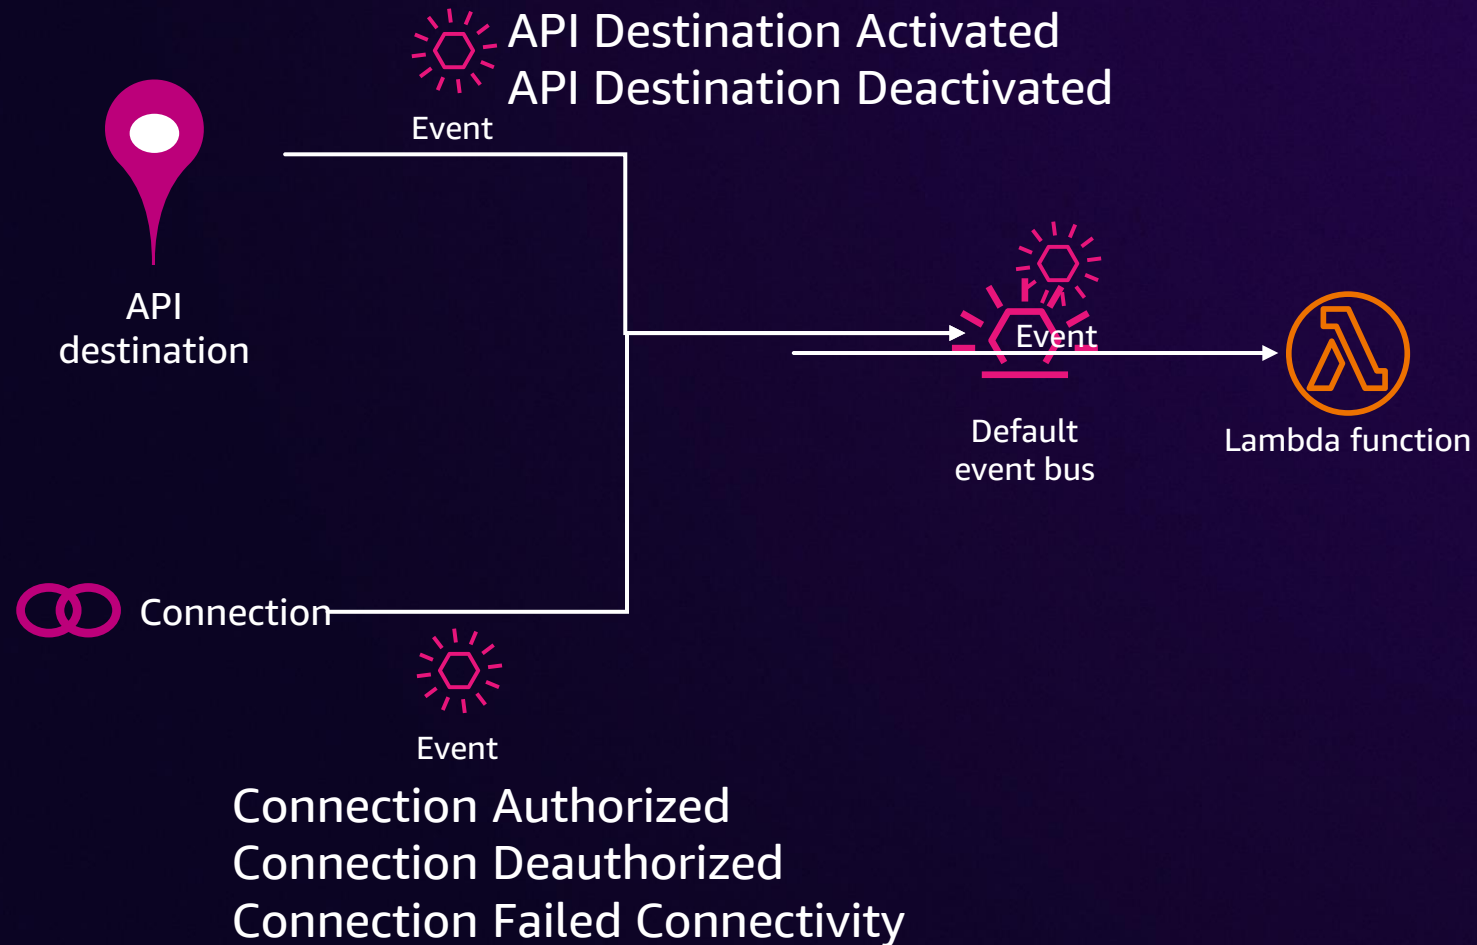 API Destination Activated
API Destination Deactivated
Event
API
destination
Event
Default
event bus
Lambda function
Connection
Event
Connection Authorized
Connection Deauthorized
Connection Failed Connectivity